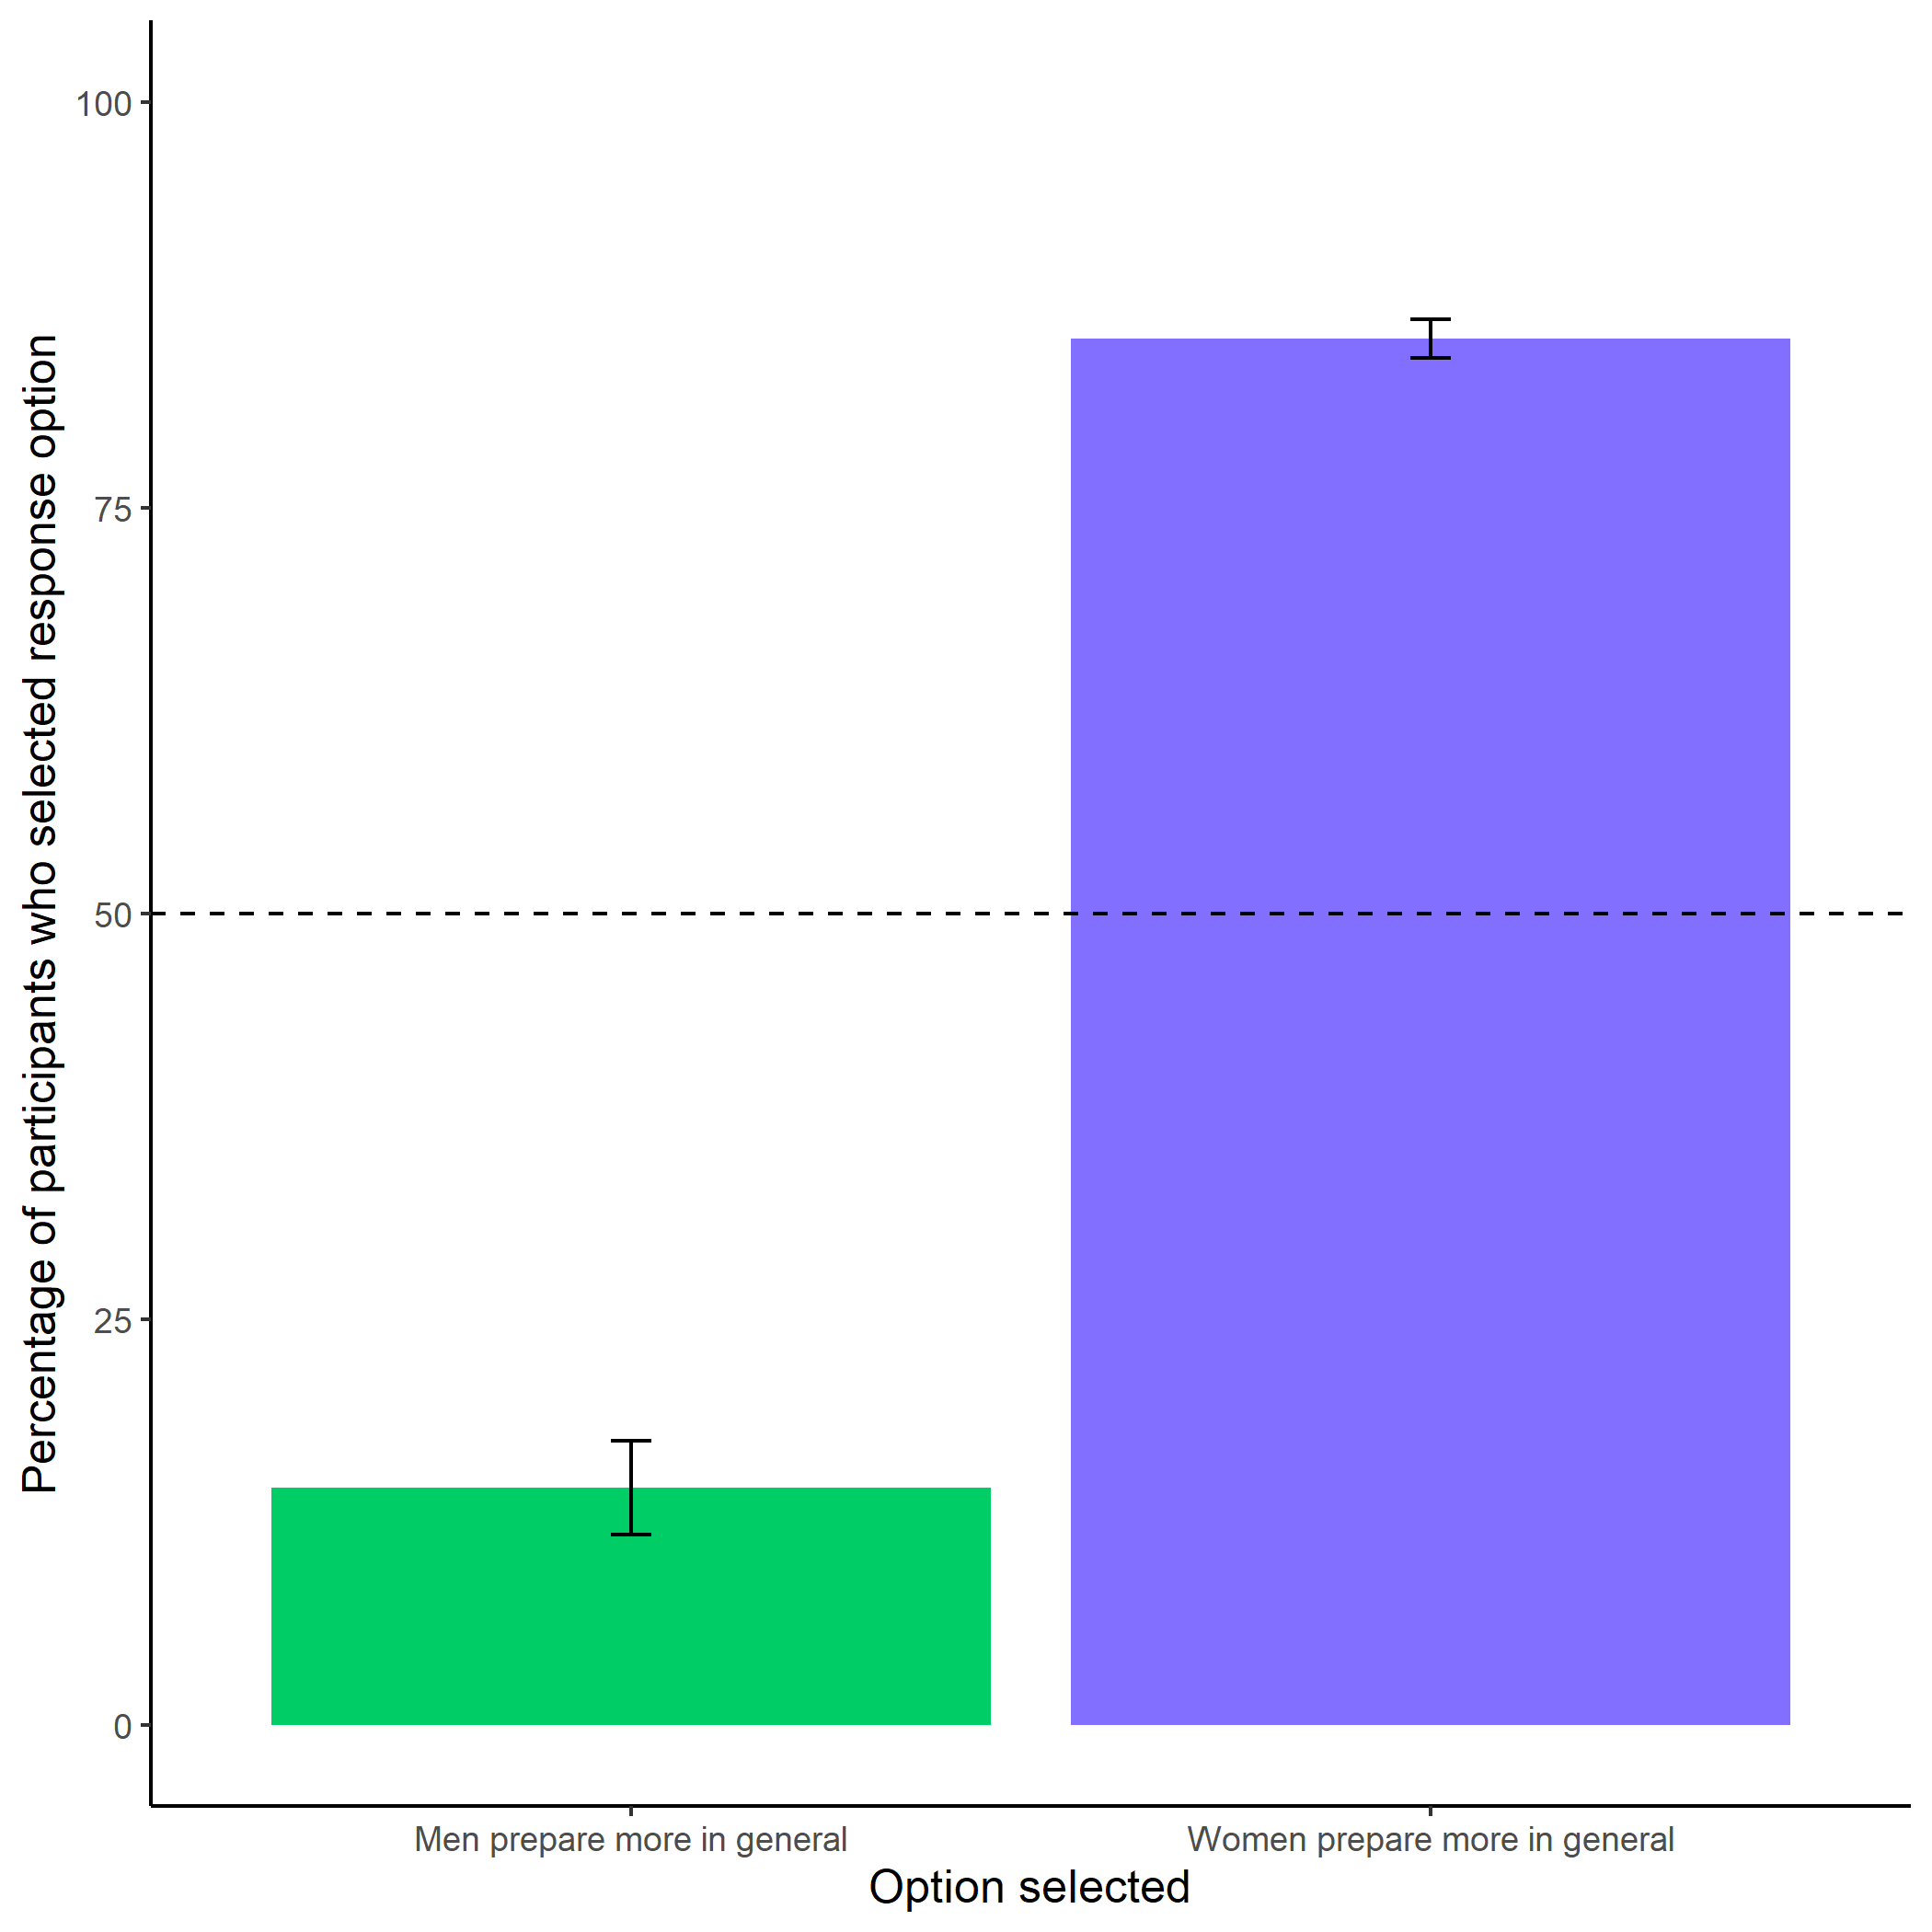 Percentage of participants who selected response option
100
75
50
25
0
Men prepare more in general
Women prepare more in general
Option selected